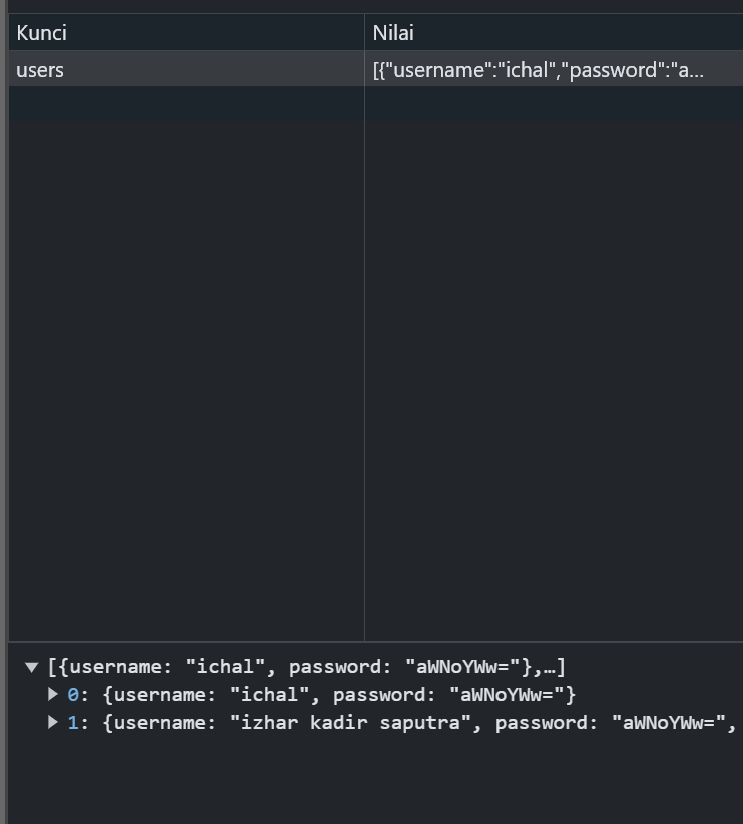 Kunci Nilai
users [{"username":"ichal","password":"a...
▼ [{username: "ichal", password: "aWNoYWw="},…]
▶ 0: {username: "ichal", password: "aWNoYWw="}
▶ 1: {username: "izhar kadir saputra", password: "aWNoYWw=",